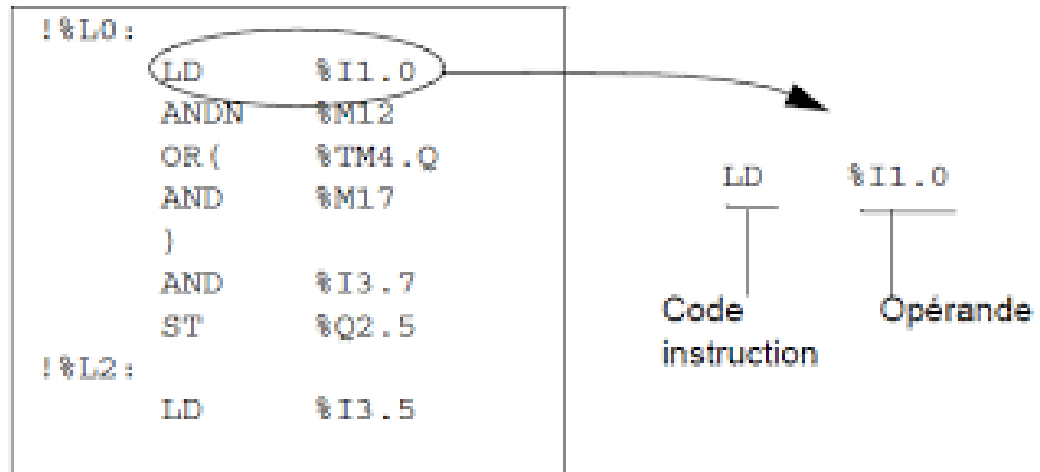 !%L0:
LD %I1.0
ANDN %M12
OR( %TM4.Q
AND %M17
)
AND %I3.7
ST %Q2.5
!%L2:
LD %I3.5
LD %I1.0
Code instruction
Opérande